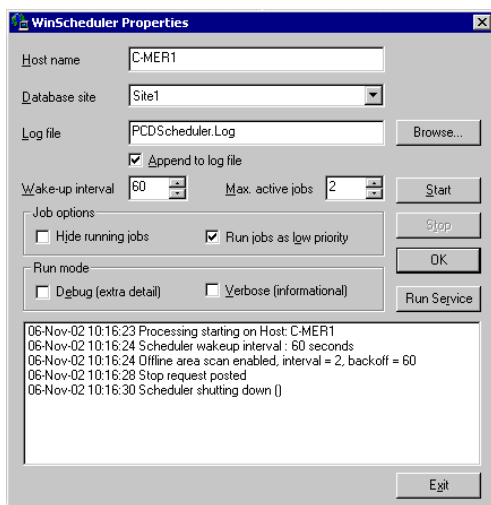 WinScheduler Properties
Host name C-MER1
Database site Site1
Log file PCDScheduler.Log Browse...
Append to log file
Wake-up interval 60 Max. active jobs 2 Start
Job options
Stop
Hide running jobs Run jobs as low priority
OK
Run mode
Debug (extra detail) Verbose (informational)
Run Service
06-Nov-02 10:16:23 Processing starting on Host: C-MER1
06-Nov-02 10:16:24 Scheduler wakeup interval : 60 seconds
06-Nov-02 10:16:24 Offline area scan enabled, interval = 2, backoff = 60
06-Nov-02 10:16:28 Stop request posted
06-Nov-02 10:16:30 Scheduler shutting down ()
Exit